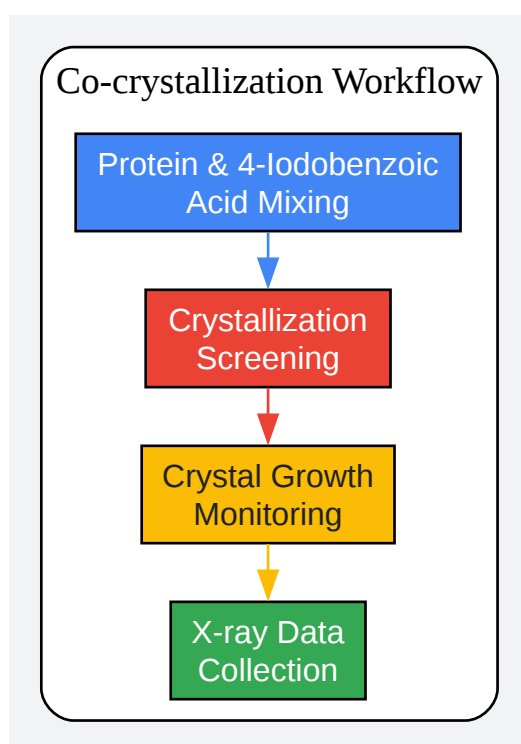 Co-crystallization Workflow
Protein & 4-Iodobenzoic
Acid Mixing
Crystallization
Screening
Crystal Growth
Monitoring
X-ray Data
Collection